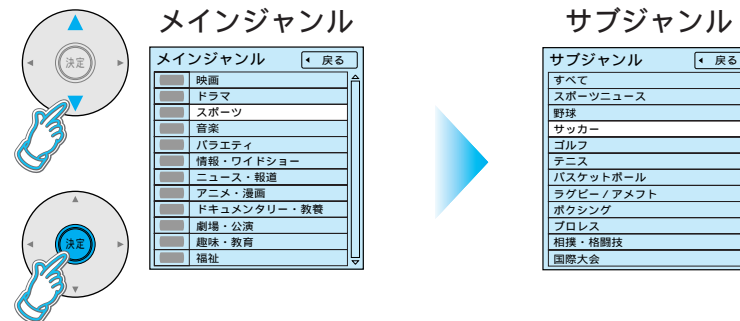 メインジャンル
決定
メインジャンル
戻る
映画
ドラマ
スポーツ
音楽
バラエティ
情報・ワイドショー
ニュース・報道
アニメ・漫画
ドキュメンタリー・教養
劇場・公演
趣味・教育
福祉
決定
サブジャンル
サブジャンル
戻る
すべて
スポーツニュース
野球
サッカー
ゴルフ
テニス
バスケットボール
ラグビー / アメフト
ボクシング
プロレス
相撲・格闘技
国際大会